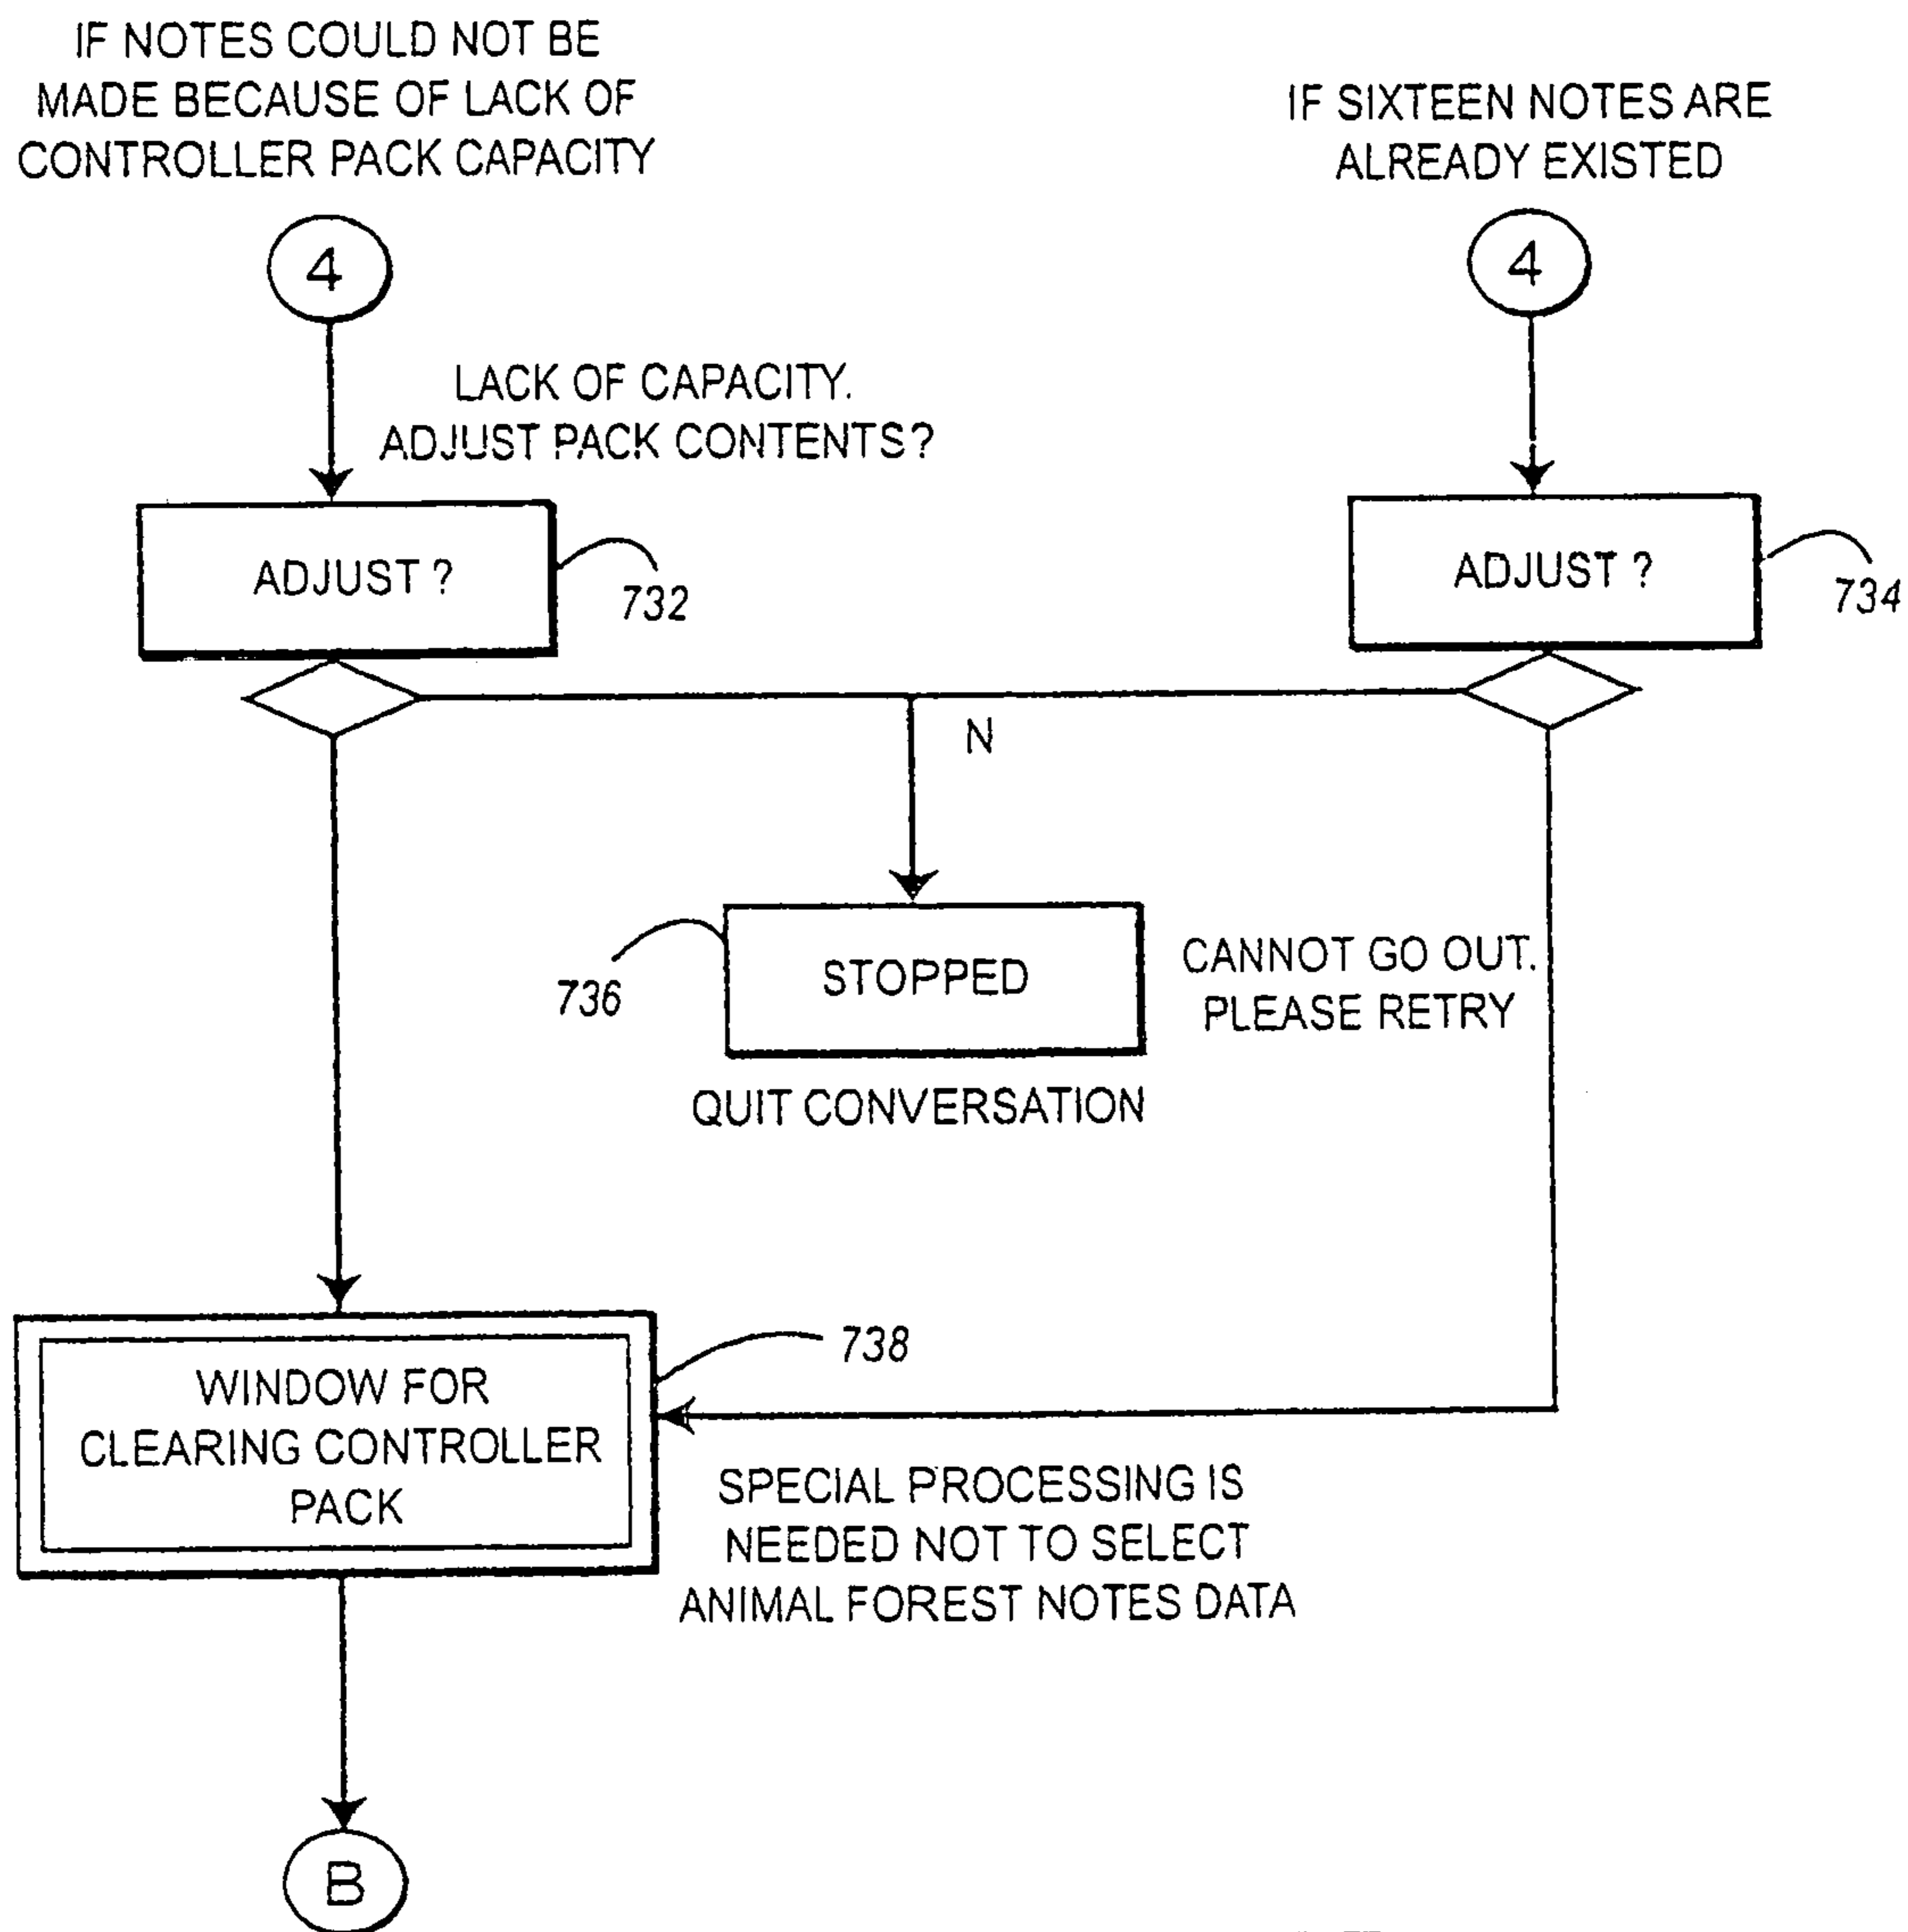 IF NOTES COULD NOT BE
MADE BECAUSE OF LACK OF
CONTROLLER PACK CAPACITY
IF SIXTEEN NOTES ARE
ALREADY EXISTED
4
4
LACK OF CAPACITY.
ADJUST PACK CONTENTS?
ADJUST ?
732
ADJUST ?
734
N
736
STOPPED
CANNOT GO OUT.
PLEASE RETRY
QUIT CONVERSATION
738
WINDOW FOR
CLEARING CONTROLLER
PACK
SPECIAL PROCESSING IS
NEEDED NOT TO SELECT
ANIMAL FOREST NOTES DATA
B